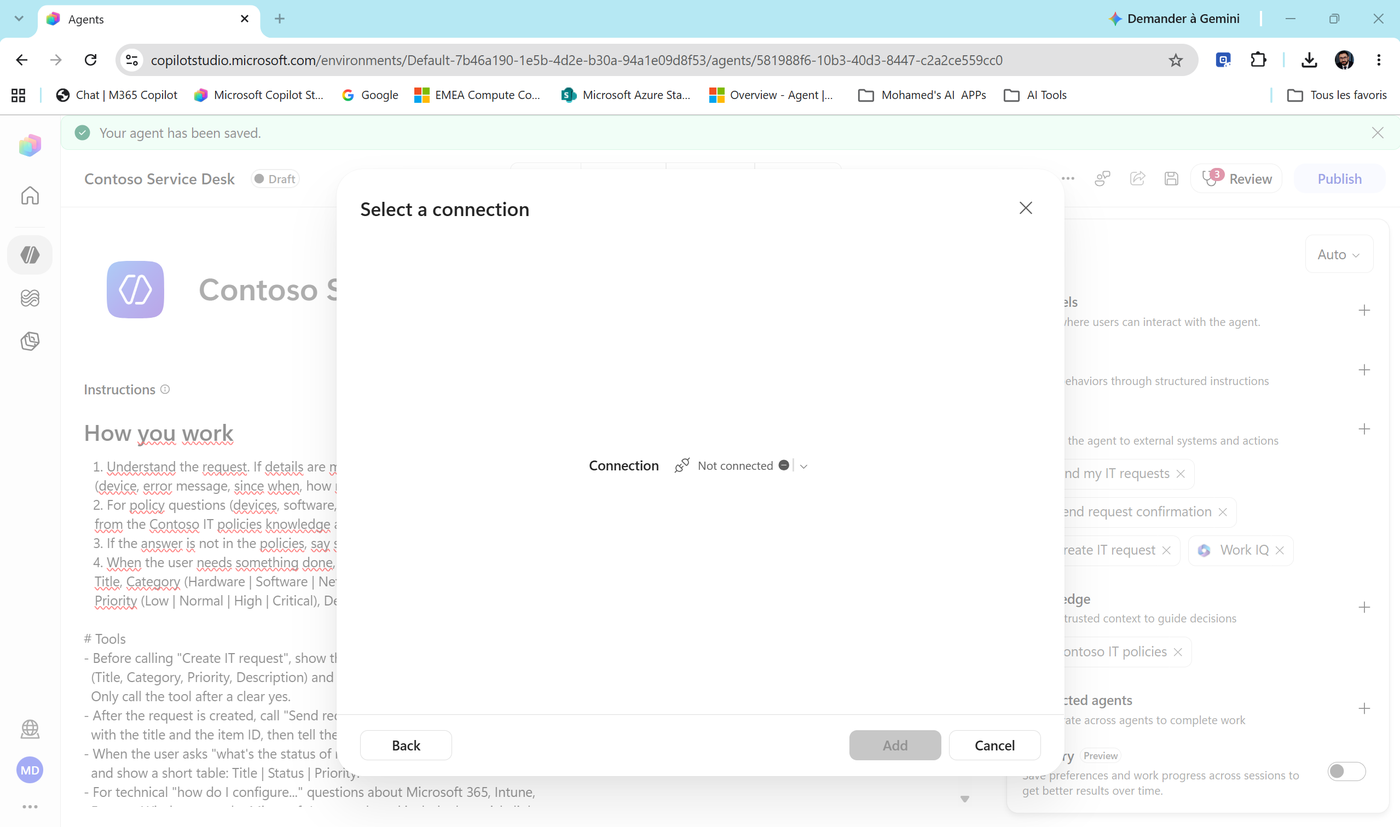 Agents
Demander à Gemini
copilotstudio.microsoft.com/environments/Default-7b46a190-1e5b-4d2e-b30a-94a1e09d8f53/agents/581988f6-10b3-40d3-8447-c2a2ce559cc0
Chat | M365 Copilot
Microsoft Copilot St...
Google
EMEA Compute Co...
Microsoft Azure Sta...
Overview - Agent |...
Mohamed's AI APPs
AI Tools
Tous les favoris
Your agent has been saved.
Contoso Service Desk
Draft
3
Review
Publish
Select a connection
Auto
Contoso S
els
where users can interact with the agent.
ehaviors through structured instructions
Instructions
How you work
1. Understand the request. If details are m
(device, error message, since when, how
2. For policy questions (devices, software,
from the Contoso IT policies knowledge a
3. If the answer is not in the policies, say s
4. When the user needs something done,
Title, Category (Hardware | Software | Ne
Priority (Low | Normal | High | Critical), De
# Tools
- Before calling "Create IT request", show th
(Title, Category, Priority, Description) and
Only call the tool after a clear yes.
- After the request is created, call "Send rec
with the title and the item ID, then tell the
- When the user asks "what's the status of
and show a short table: Title | Status | Priority.
- For technical "how do I configure..." questions about Microsoft 365, Intune,
Connection
Not connected
the agent to external systems and actions
nd my IT requests
end request confirmation
reate IT request
Work IQ
edge
trusted context to guide decisions
ontoso IT policies
cted agents
ate across agents to complete work
ry
Preview
Save preferences and work progress across sessions to
get better results over time.
Back
Add
Cancel
MD